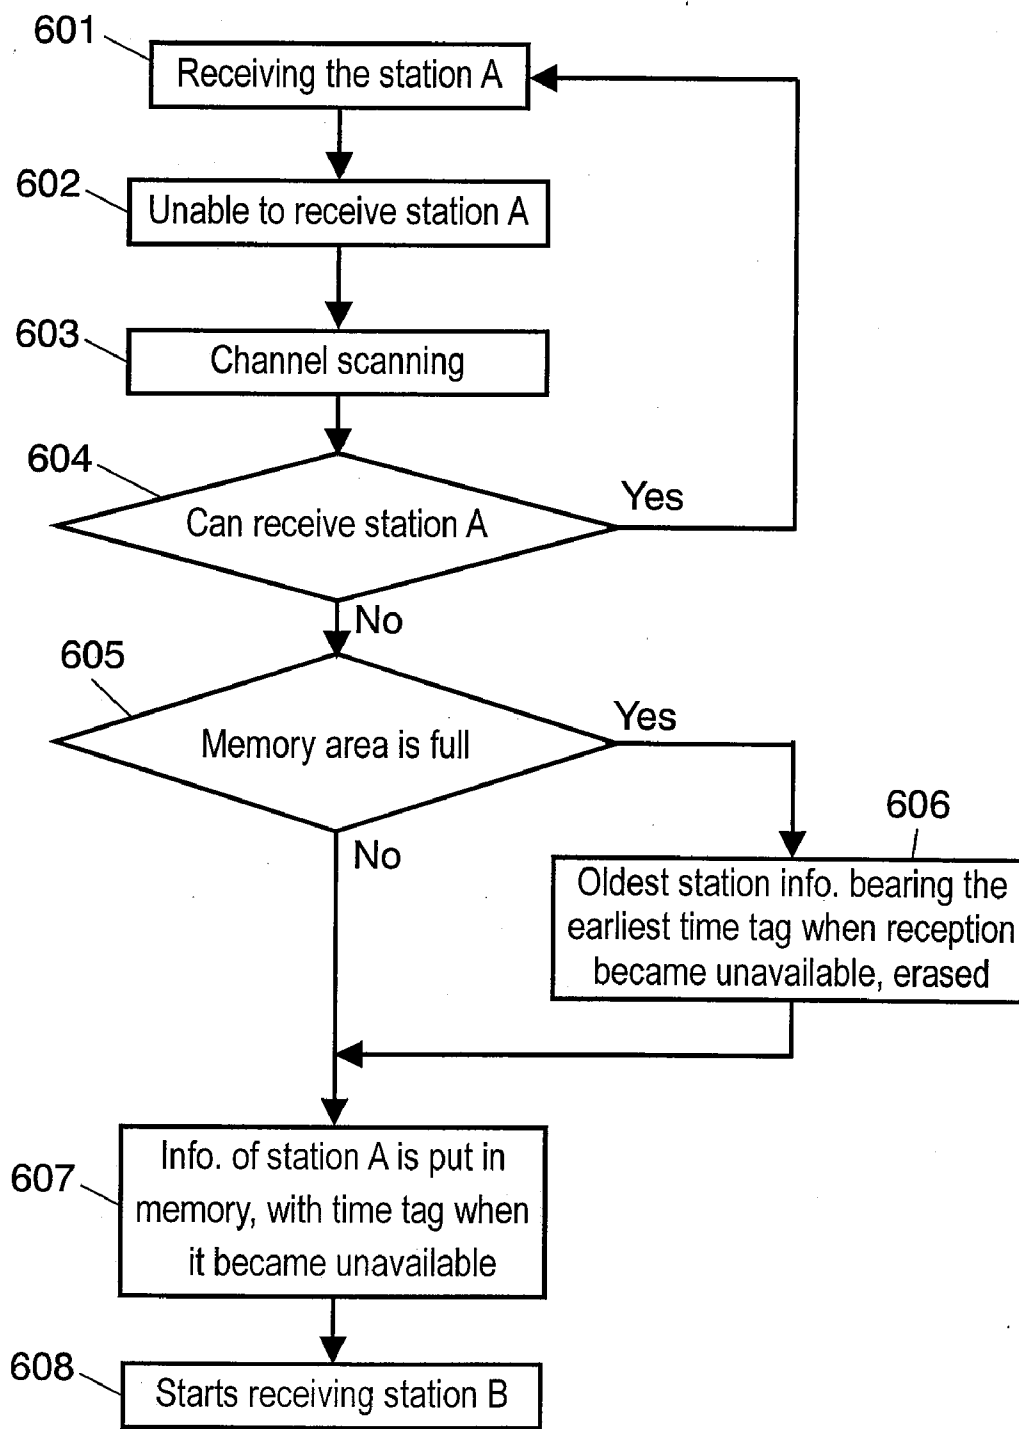 601
Receiving the station A
602
Unable to receive station A
603
Channel scanning
604
Can receive station A
Yes
No
605
Memory area is full
Yes
No
606
Oldest station info. bearing the
earliest time tag when reception
became unavailable, erased
607
Info. of station A is put in
memory, with time tag when
it became unavailable
608
Starts receiving station B